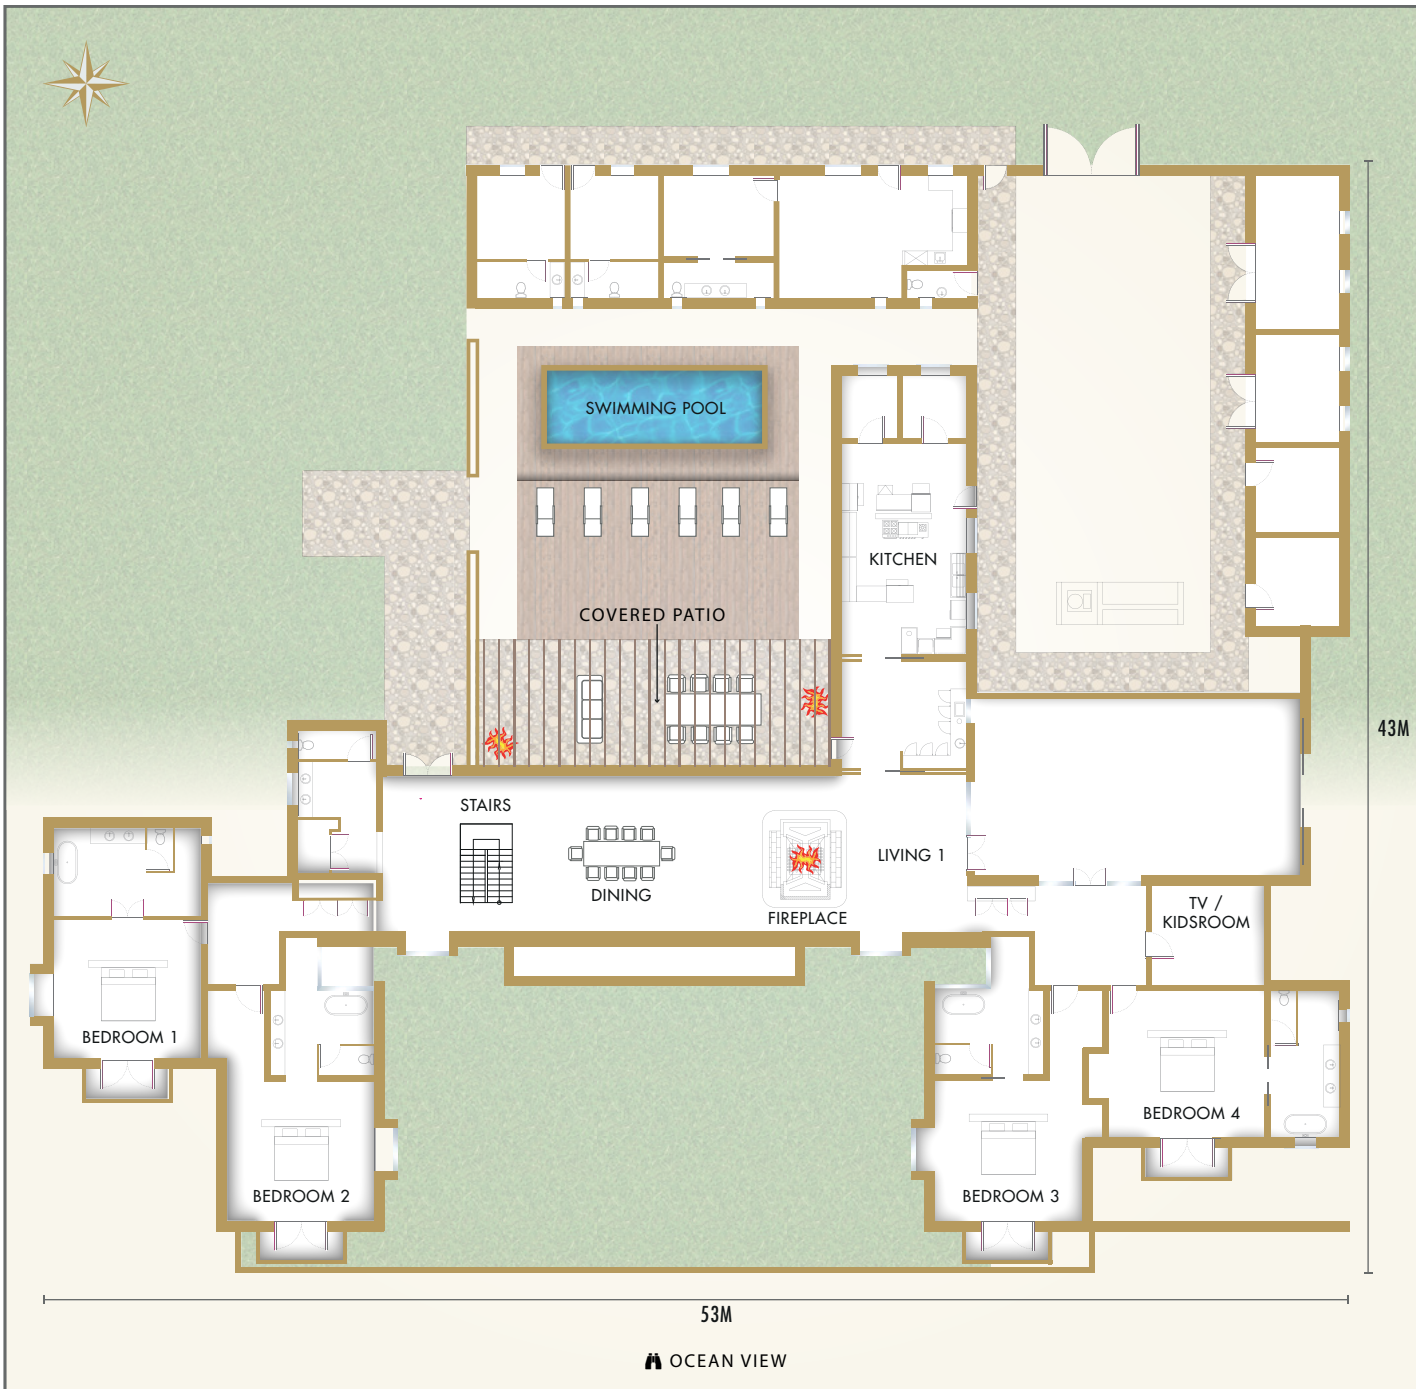 SWIMMING POOL
KITCHEN
COVERED PATIO
43M
STAIRS
LIVING 1
DINING
FIREPLACE
TV /
KIDSROOM
BEDROOM 1
BEDROOM 4
BEDROOM 2
BEDROOM 3
53M
OCEAN VIEW